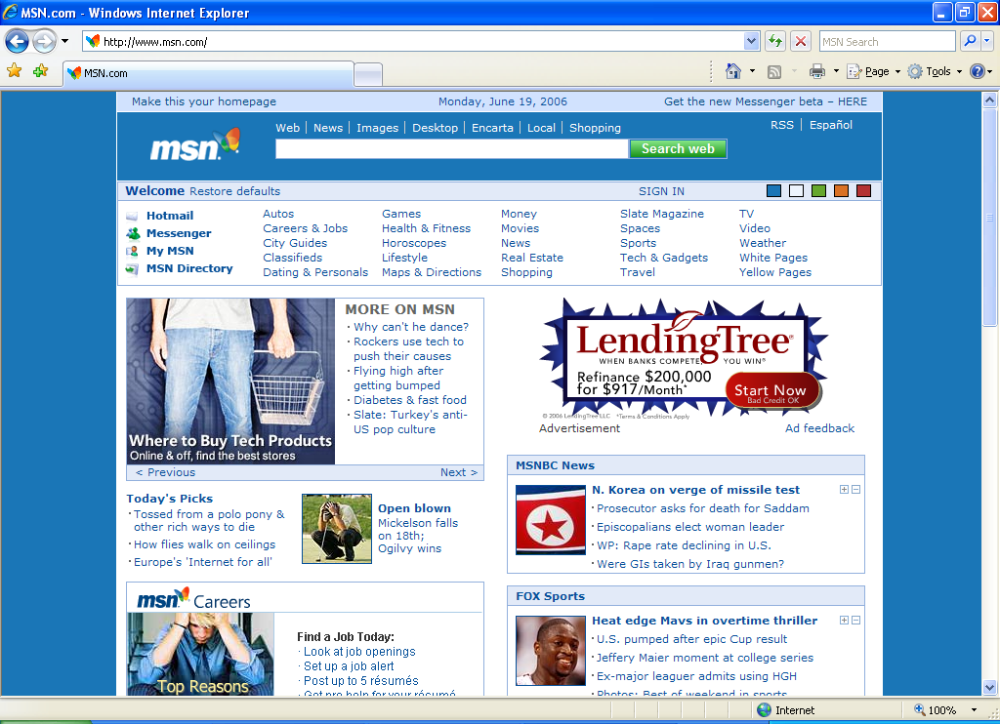 MSN.com - Windows Internet Explorer
http://www.msn.com/
MSN Search
MSN.com
Page
Tools
Make this your homepage
Monday, June 19, 2006
Get the new Messenger beta – HERE
msn
Web | News | Images | Desktop | Encarta | Local | Shopping
RSS | Español
Search web
Welcome Restore defaults
SIGN IN
Hotmail
Messenger
My MSN
MSN Directory
Autos
Careers & Jobs
City Guides
Classifieds
Dating & Personals
Games
Health & Fitness
Horoscopes
Lifestyle
Maps & Directions
Money
Movies
News
Real Estate
Shopping
Slate Magazine
Spaces
Sports
Tech & Gadgets
Travel
TV
Video
Weather
White Pages
Yellow Pages
Where to Buy Tech Products
Online & off, find the best stores
MORE ON MSN
· Why can't he dance?
· Rockers use tech to
push their causes
· Flying high after
getting bumped
· Diabetes & fast food
· Slate: Turkey's anti-
US pop culture
< Previous
Next >
LendingTree®
WHEN BANKS COMPETE, YOU WIN®
Refinance $200,000
for $917/Month*
Start Now
Bad Credit OK
© 2006 LendingTree LLC *Terms & Conditions Apply
Advertisement
Ad feedback
Today's Picks
· Tossed from a polo pony &
other rich ways to die
· How flies walk on ceilings
· Europe's 'Internet for all'
Open blown
Mickelson falls
on 18th;
Ogilvy wins
MSNBC News
N. Korea on verge of missile test
· Prosecutor asks for death for Saddam
· Episcopalians elect woman leader
· WP: Rape rate declining in U.S.
· Were GIs taken by Iraq gunmen?
msn Careers
Top Reasons
Find a Job Today:
· Look at job openings
· Set up a job alert
· Post up to 5 résumés
· Get pro help for your résumé
FOX Sports
Heat edge Mavs in overtime thriller
· U.S. pumped after epic Cup result
· Jeffery Maier moment at college series
· Ex-major leaguer admits using HGH
· Photos: Best of weekend in sports
Internet
100%